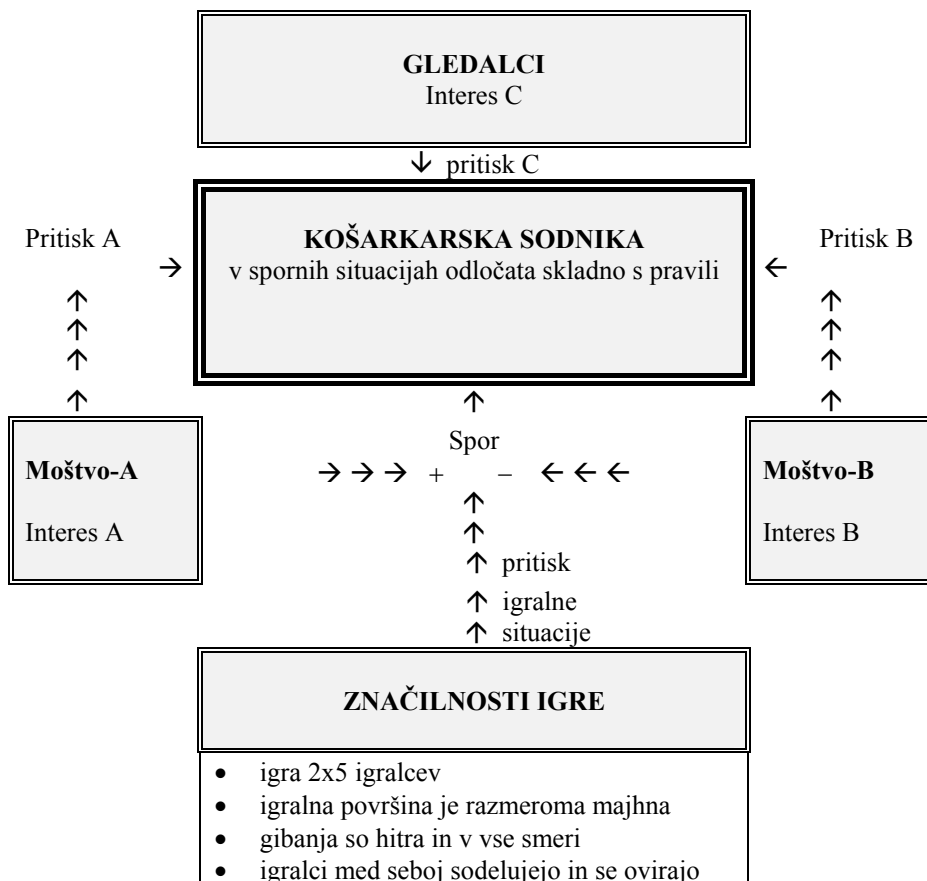 GLEDALCI
Interes C
↓ pritisk C
Pritisk A
KOŠARKARSKA SODNIKA
v spornih situacijah odločata skladno s pravili
Pritisk B
→
←
↑ ↑
↑ ↑
↑ ↑
↑ ↑ ↑
Spor
→ → → + – ← ← ←
Moštvo-A
Interes A
Moštvo-B
Interes B
↑
↑
↑ pritisk
↑ igralne
↑ situacije
ZNAČILNOSTI IGRE
• igra 2x5 igralcev
• igralna površina je razmeroma majhna
• gibanja so hitra in v vse smeri
• igralci med seboj sodelujejo in se ovirajo